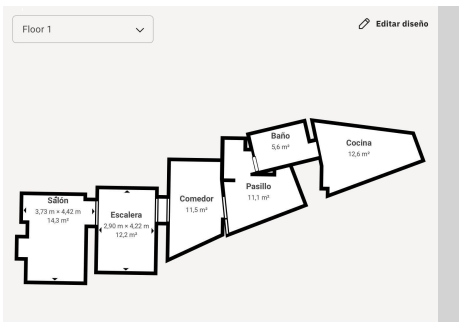 Floor 1
Editar diseño
Baño
5,6 m²
Cocina
12,6 m²
Pasillo
11,1 m²
Comedor
11,5 m²
Salón
3,73 m × 4,42 m
14,3 m²
Escalera
2,90 m × 4,22 m
12,2 m²